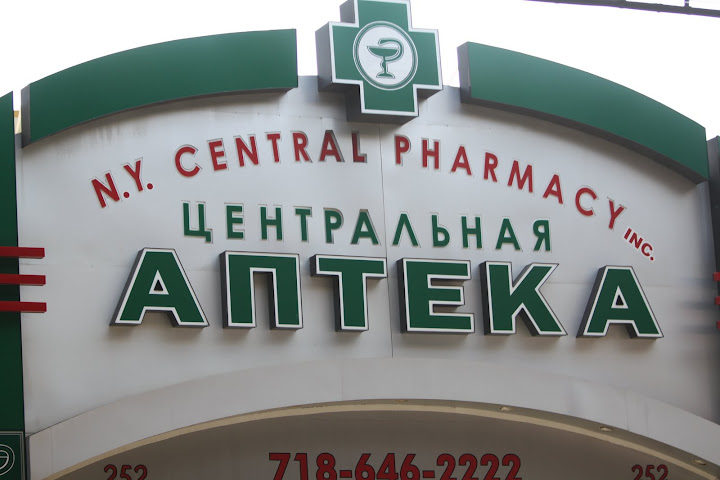 N.Y. CENTRAL PHARMACY INC.
ЦЕНТРАЛЬНАЯ
АПТЕКА
252 718-646-2222 252